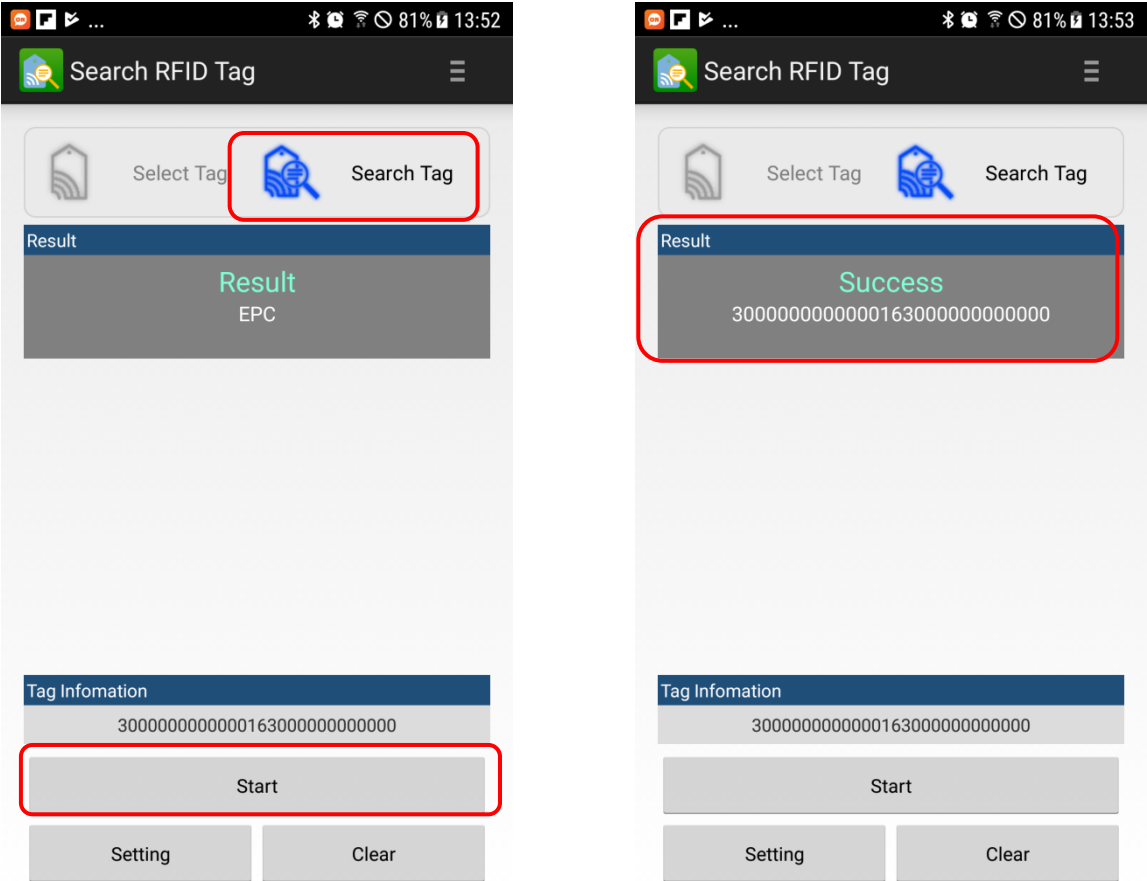 ... 81% 13:52
Search RFID Tag
Select Tag Search Tag
Result
Result
EPC
Tag Infomation
3000000000000163000000000000
Start
Setting Clear
... 81% 13:53
Search RFID Tag
Select Tag Search Tag
Result
Success
3000000000000163000000000000
Tag Infomation
3000000000000163000000000000
Start
Setting Clear